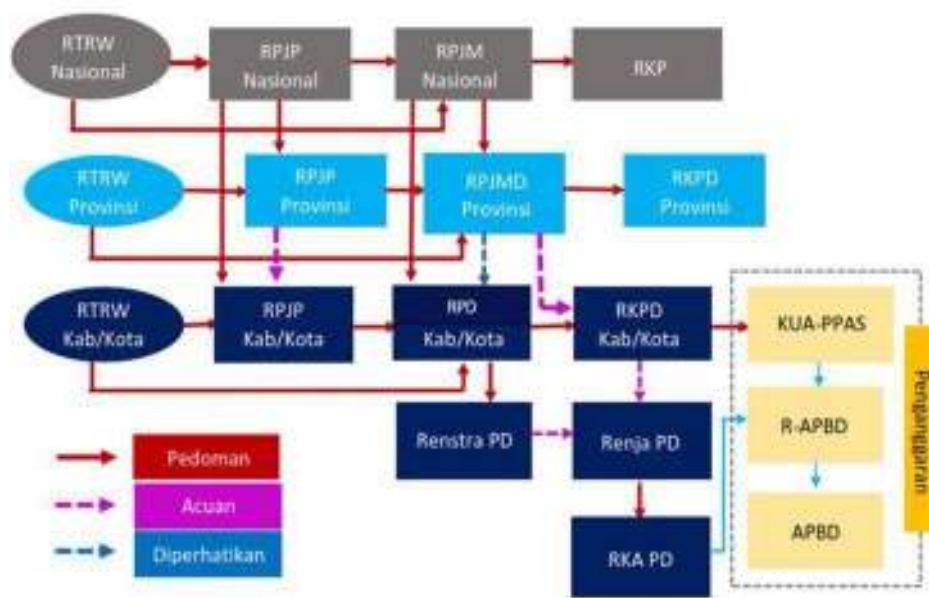 RTRW
Nasional
RPJP
Nasional
RPJM
Nasional
RKP
RTRW
Provinsi
RPJP
Provinsi
RPJMD
Provinsi
RKPD
Provinsi
RTRW
Kab/Kota
RPJP
Kab/Kota
RPD
Kab/Kota
RKPD
Kab/Kota
KUA-PPAS
Renstra PD
Renja PD
R-APBD
RKA PD
APBD
Pengangaran
Pedoman
Acuan
Diperhatikan